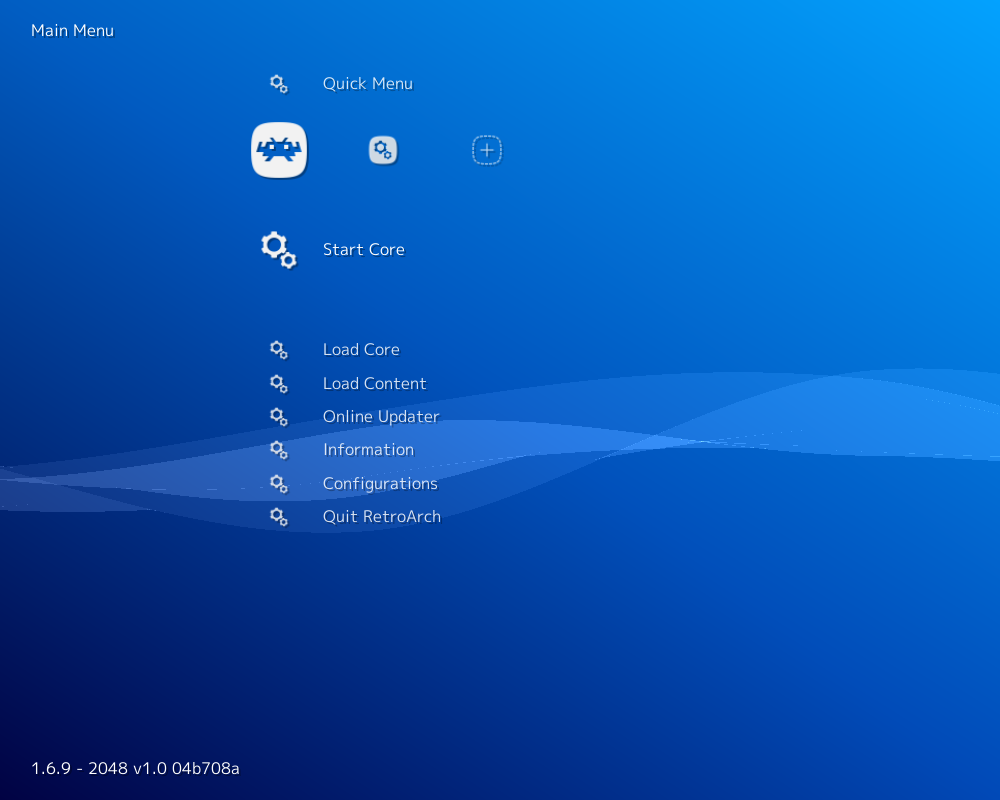 Main Menu
Quick Menu
Start Core
Load Core
Load Content
Online Updater
Information
Configurations
Quit RetroArch
1.6.9 - 2048 v1.0 04b708a